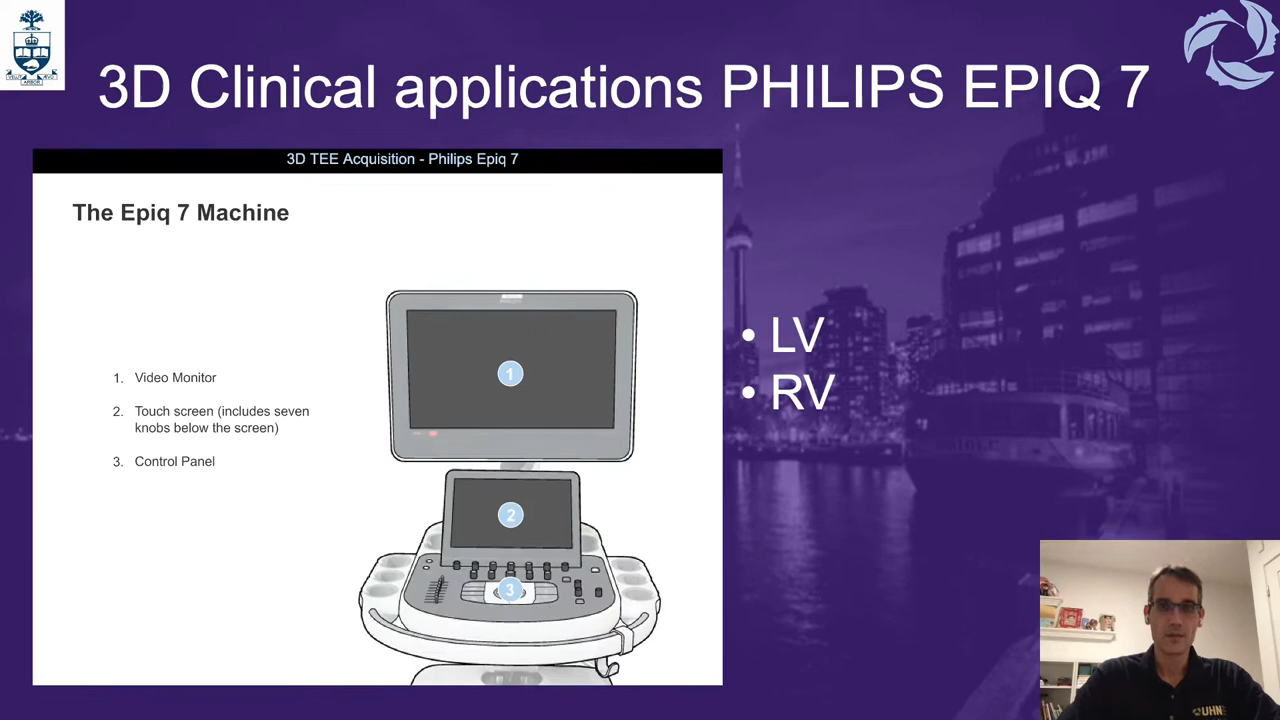 3D Clinical applications PHILIPS EPIQ 7
3D TEE Acquisition - Philips Epiq 7
The Epiq 7 Machine
1. Video Monitor
2. Touch screen (includes seven
knobs below the screen)
3. Control Panel
1
2
3
• LV
• RV
UHN